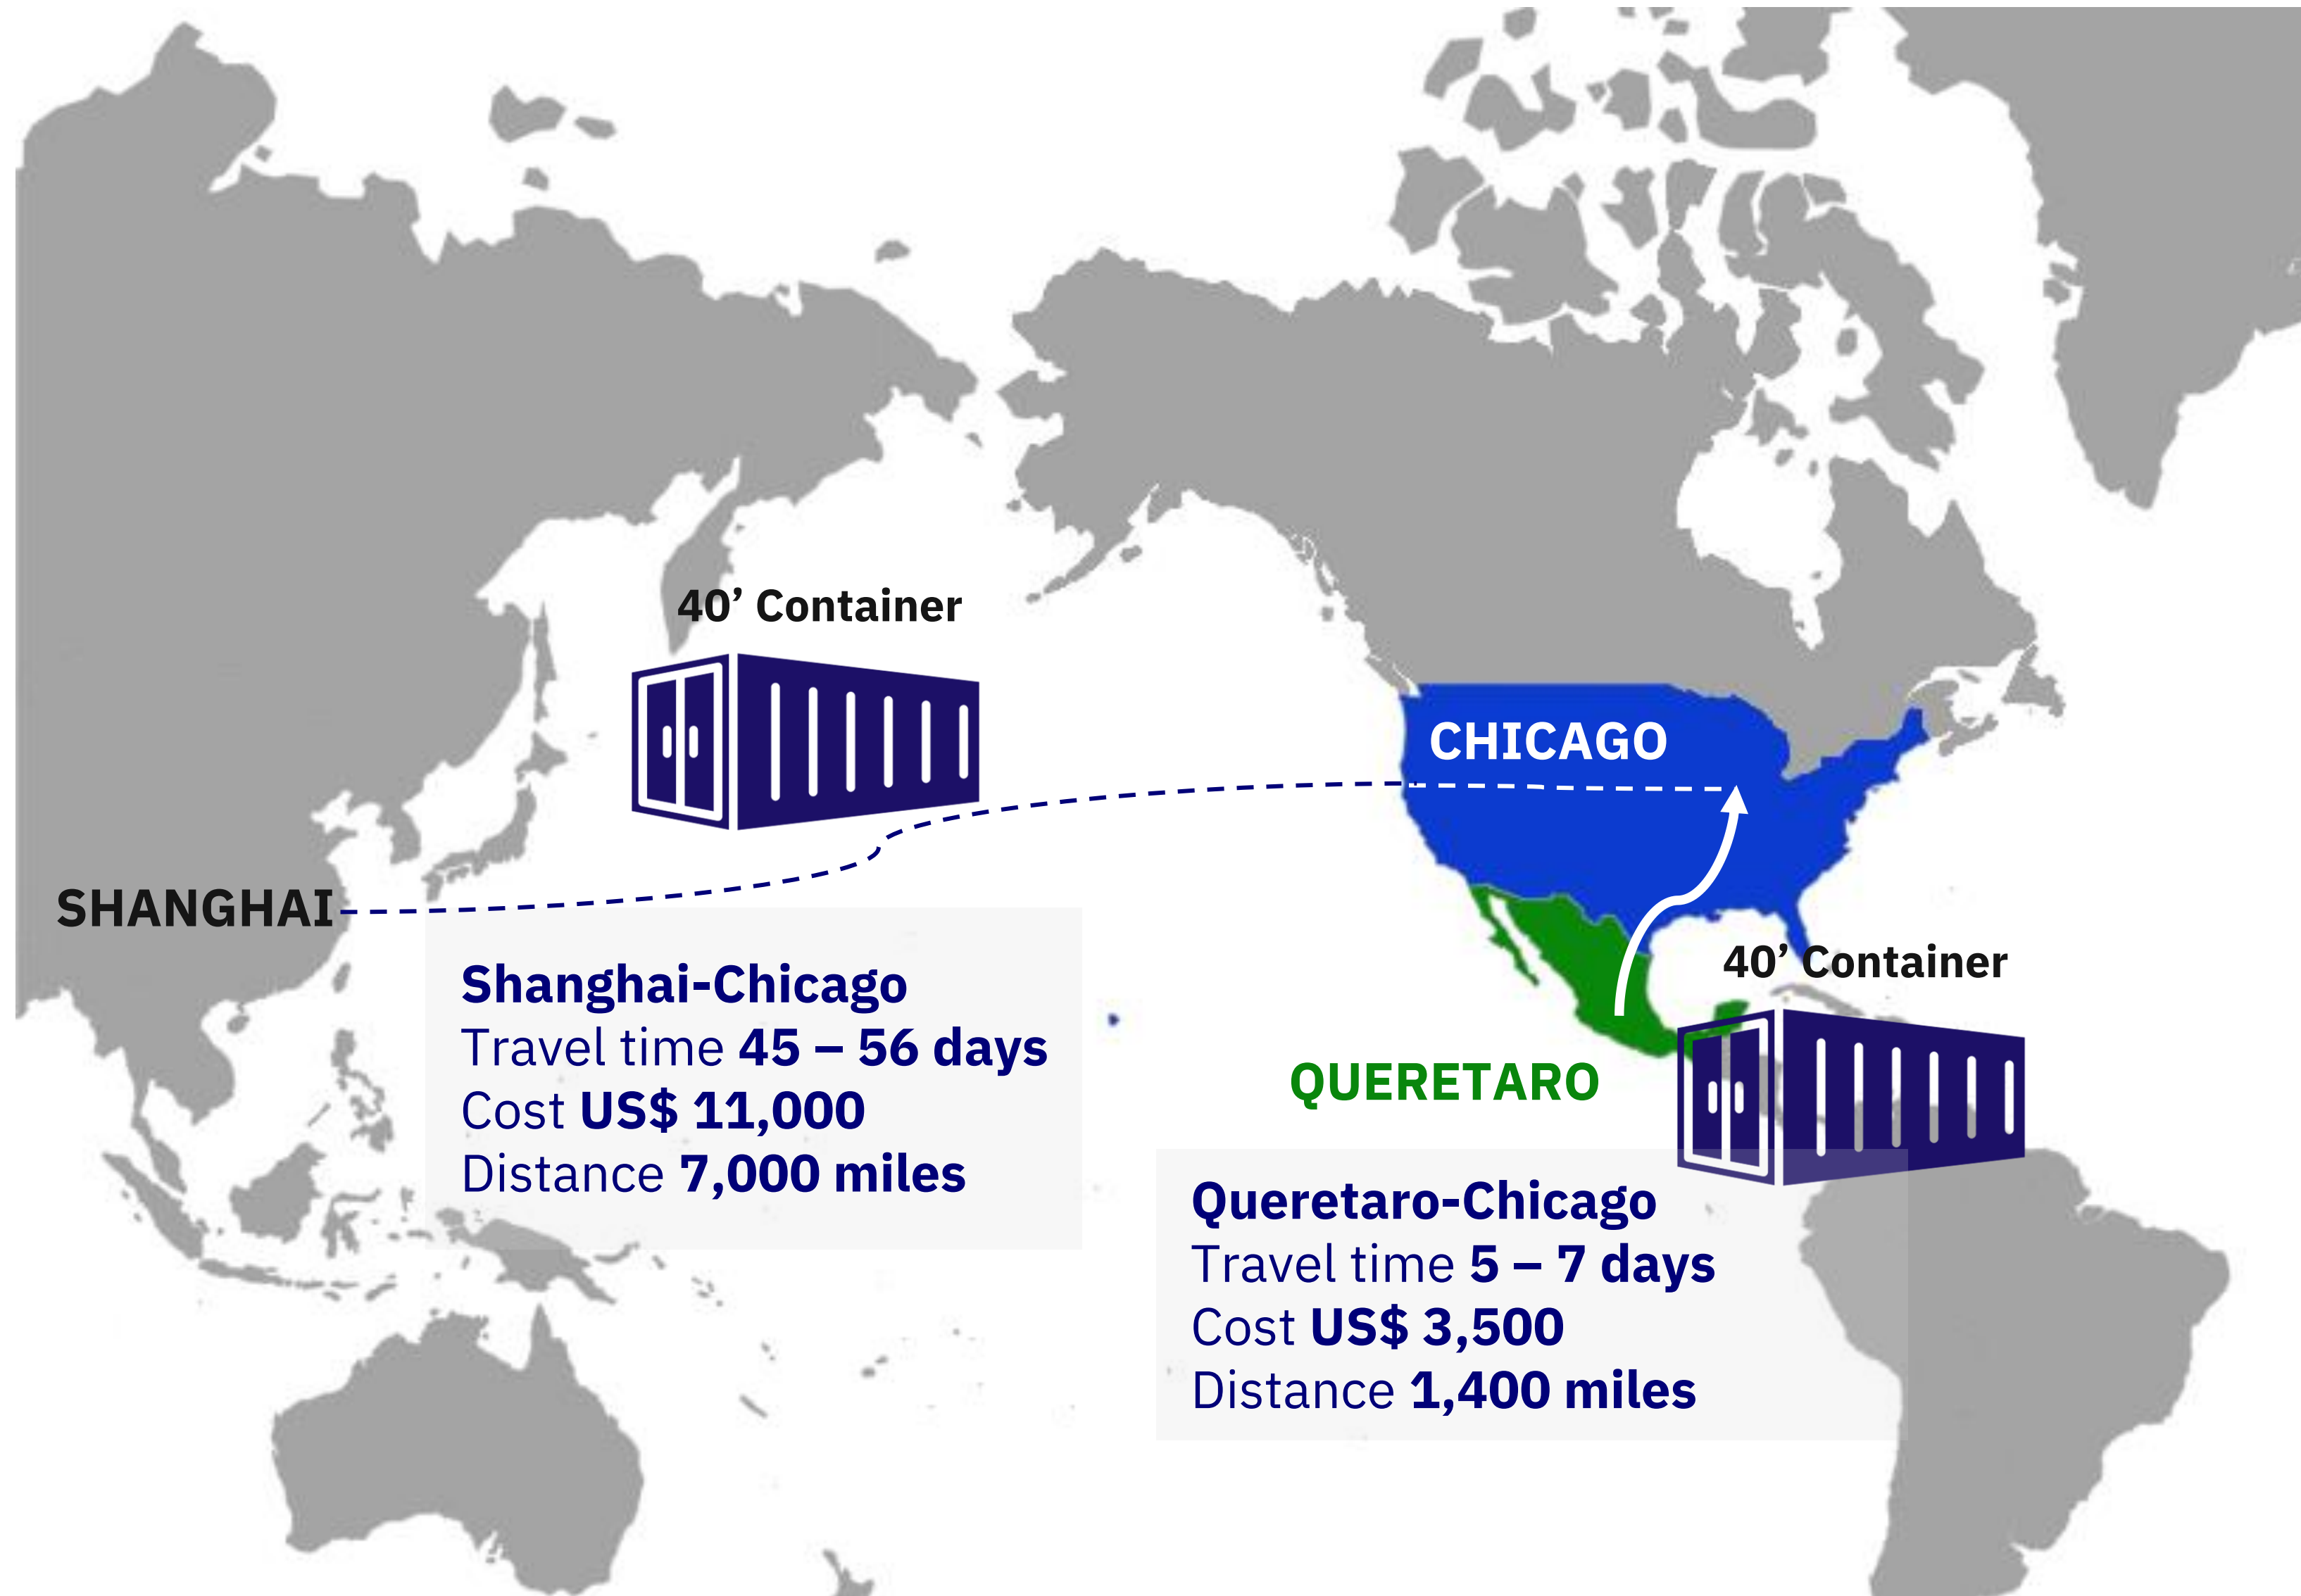 40’ Container
CHICAGO
SHANGHAI
40’ Container
Shanghai-Chicago
Travel time 45 – 56 days
Cost US$ 11,000
Distance 7,000 miles
QUERETARO
Queretaro-Chicago
Travel time 5 – 7 days
Cost US$ 3,500
Distance 1,400 miles